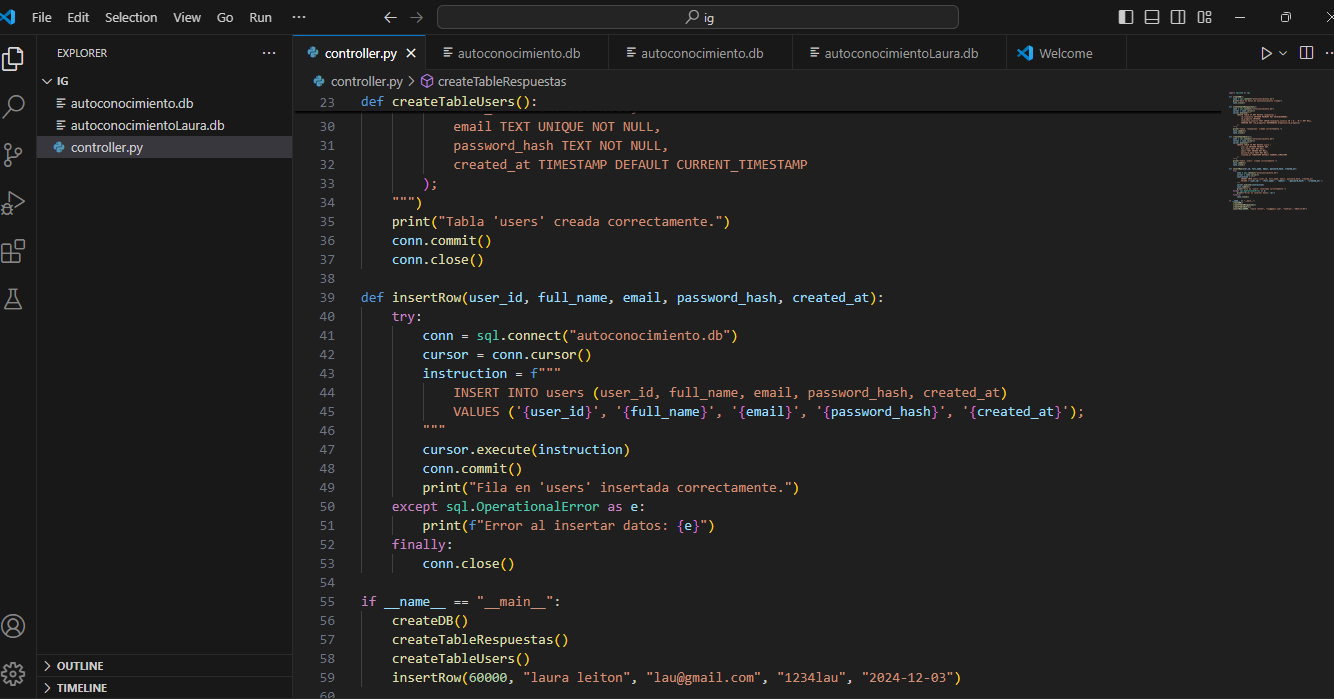 File Edit Selection View Go Run ··· ig
EXPLORER ···
IG
autoconocimiento.db
autoconocimientoLaura.db
controller.py
OUTLINE
TIMELINE
controller.py autoconocimiento.db autoconocimiento.db autoconocimientoLaura.db Welcome
controller.py > createTableRespuestas
23 def createTableUsers():
30 email TEXT UNIQUE NOT NULL,
31 password_hash TEXT NOT NULL,
32 created_at TIMESTAMP DEFAULT CURRENT_TIMESTAMP
33 );
34 """)
35 print("Tabla 'users' creada correctamente.")
36 conn.commit()
37 conn.close()
38
39 def insertRow(user_id, full_name, email, password_hash, created_at):
40 try:
41 conn = sql.connect("autoconocimiento.db")
42 cursor = conn.cursor()
43 instruction = f"""
44 INSERT INTO users (user_id, full_name, email, password_hash, created_at)
45 VALUES ('{user_id}', '{full_name}', '{email}', '{password_hash}', '{created_at}');
46 """
47 cursor.execute(instruction)
48 conn.commit()
49 print("Fila en 'users' insertada correctamente.")
50 except sql.OperationalError as e:
51 print(f"Error al insertar datos: {e}")
52 finally:
53 conn.close()
54
55 if __name__ == "__main__":
56 createDB()
57 createTableRespuestas()
58 createTableUsers()
59 insertRow(60000, "laura leiton", "lau@gmail.com", "1234lau", "2024-12-03")
60